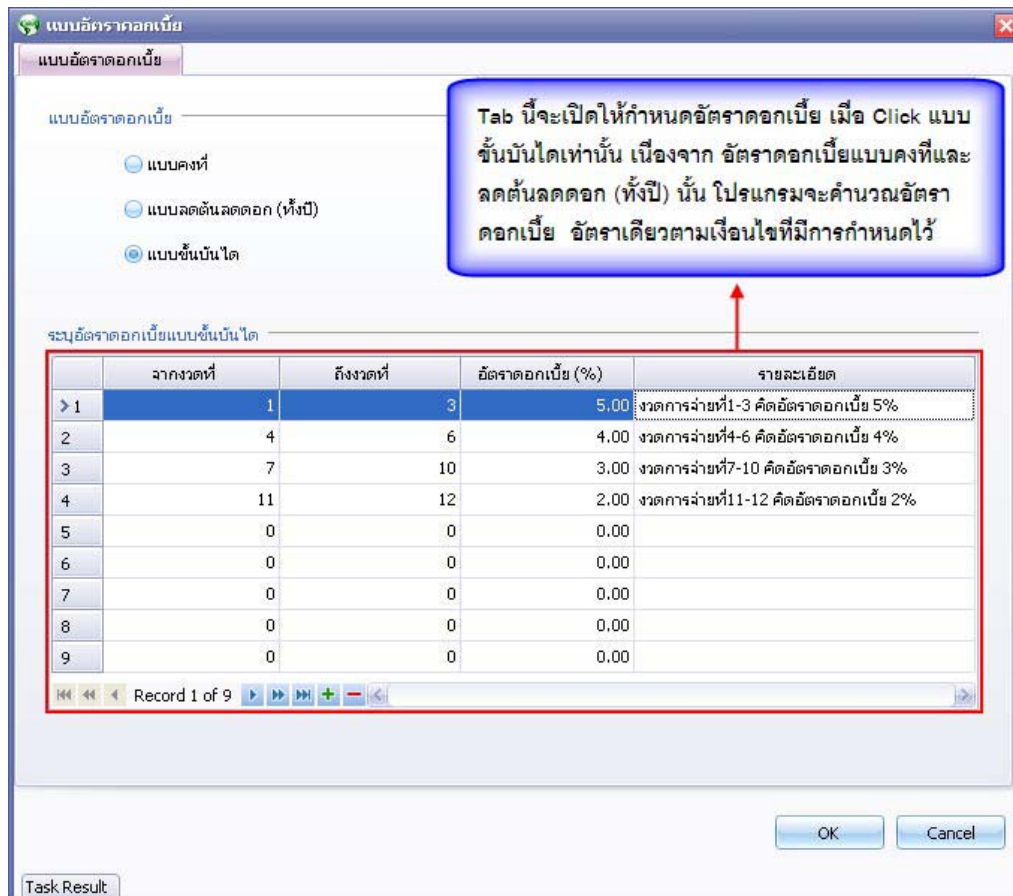 แบบอัตราดอกเบี้ย
แบบอัตราดอกเบี้ย
แบบอัตราดอกเบี้ย
แบบคงที่
แบบลดต้นลดดอก (ทั้งปี)
แบบขั้นบันได
Tab นี้จะเปิดให้กำหนดอัตราดอกเบี้ย เมื่อ Click แบบ
ขั้นบันไดเท่านั้น เนื่องจาก อัตราดอกเบี้ยแบบคงที่และ
ลดต้นลดดอก (ทั้งปี) นั้น โปรแกรมจะคำนวณอัตรา
ดอกเบี้ย อัตราเดียวตามเงื่อนไขที่มีการกำหนดไว้
ระบุอัตราดอกเบี้ยแบบขั้นบันได
จากงวดที่ ถึงงวดที่ อัตราดอกเบี้ย (%) รายละเอียด
1 1 3 5.00 งวดการจ่ายที่1-3 คิดอัตราดอกเบี้ย 5%
2 4 6 4.00 งวดการจ่ายที่4-6 คิดอัตราดอกเบี้ย 4%
3 7 10 3.00 งวดการจ่ายที่7-10 คิดอัตราดอกเบี้ย 3%
4 11 12 2.00 งวดการจ่ายที่11-12 คิดอัตราดอกเบี้ย 2%
5 0 0 0.00
6 0 0 0.00
7 0 0 0.00
8 0 0 0.00
9 0 0 0.00
Record 1 of 9
OK Cancel
Task Result